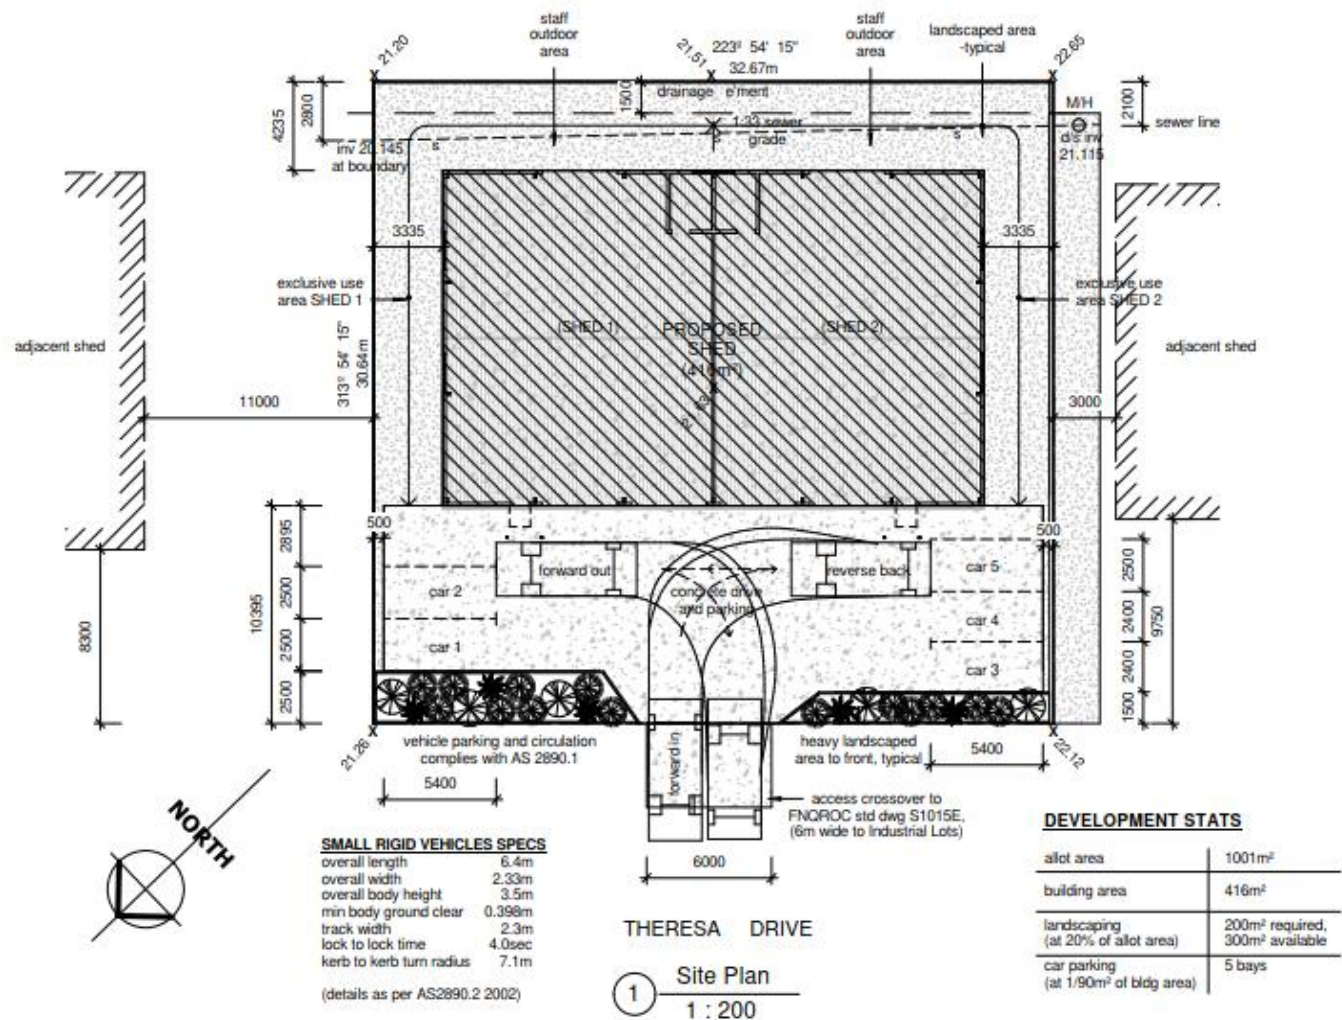 staff
outdoor
area
staff
outdoor
area
landscaped area
-typical
21.20
21.51
223º 54' 15"
32.67m
22.65
drainage e'ment
1500
4235
2800
2100
M/H
sewer line
1:33 sewer
grade
s
s
s
d/s inv
21.115
inv 20.145
at boundary
3335
3335
exclusive use
area SHED 1
exclusive use
area SHED 2
(SHED 1)
(SHED 2)
PROPOSED
SHED
(416m²)
adjacent shed
adjacent shed
313º 54' 15"
30.64m
11000
3000
500
500
2895
2500
2500
2500
10395
8300
2500
2400
2400
1500
9750
forward out
reverse back
concrete drive
and parking
car 2
car 1
car 5
car 4
car 3
forward in
21.26
22.12
vehicle parking and circulation
complies with AS 2890.1
heavy landscaped
area to front, typical
5400
5400
access crossover to
FNQROC std dwg S1015E,
(6m wide to Industrial Lots)
6000
NORTH
SMALL RIGID VEHICLES SPECS
overall length 6.4m
overall width 2.33m
overall body height 3.5m
min body ground clear 0.398m
track width 2.3m
lock to lock time 4.0sec
kerb to kerb turn radius 7.1m
(details as per AS2890.2 2002)
THERESA DRIVE
1 Site Plan
1 : 200
DEVELOPMENT STATS
allot area 1001m²
building area 416m²
landscaping 200m² required,
(at 20% of allot area) 300m² available
car parking 5 bays
(at 1/90m² of bldg area)